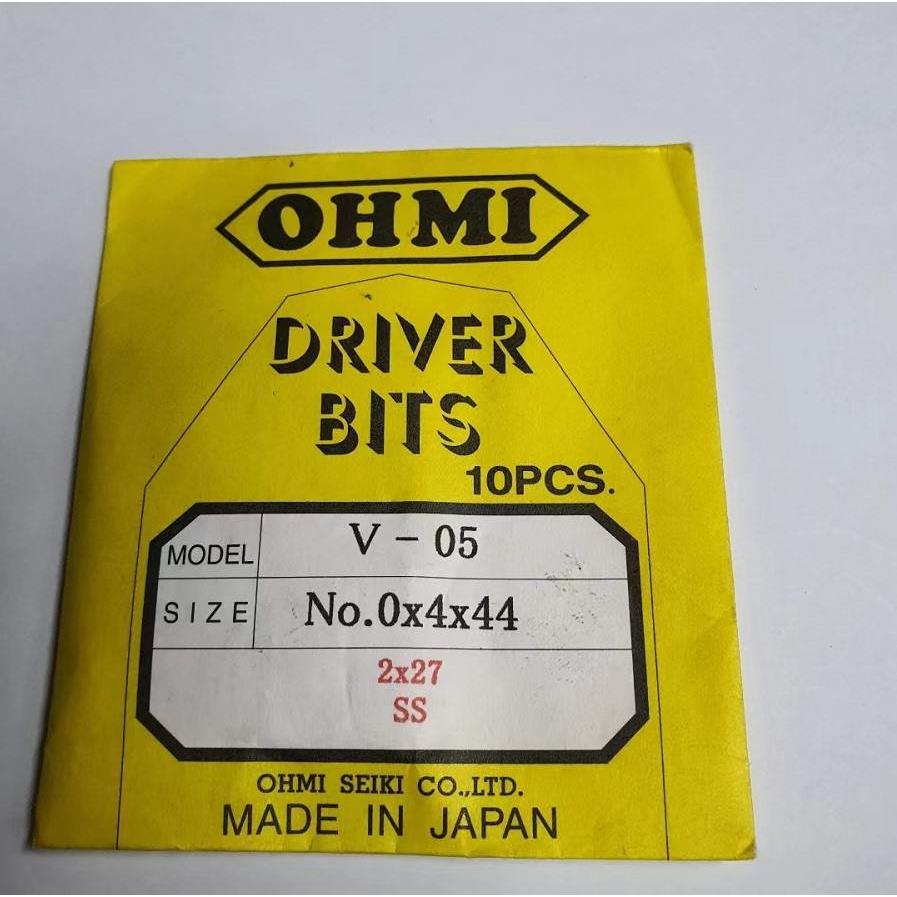 OHMI
DRIVER
BITS
10PCS.
MODEL V - 05
SIZE No.0x4x44
2x27
SS
OHMI SEIKI CO.,LTD.
MADE IN JAPAN